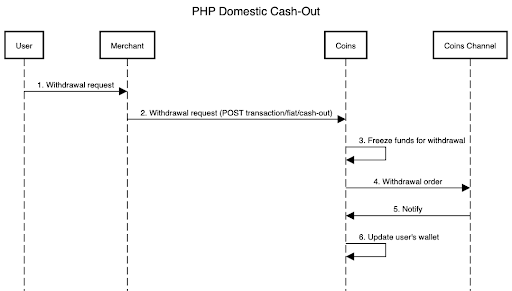 PHP Domestic Cash-Out
User
Merchant
Coins
Coins Channel
1. Withdrawal request
2. Withdrawal request (POST transaction/fiat/cash-out)
3. Freeze funds for withdrawal
4. Withdrawal order
5. Notify
6. Update user's wallet